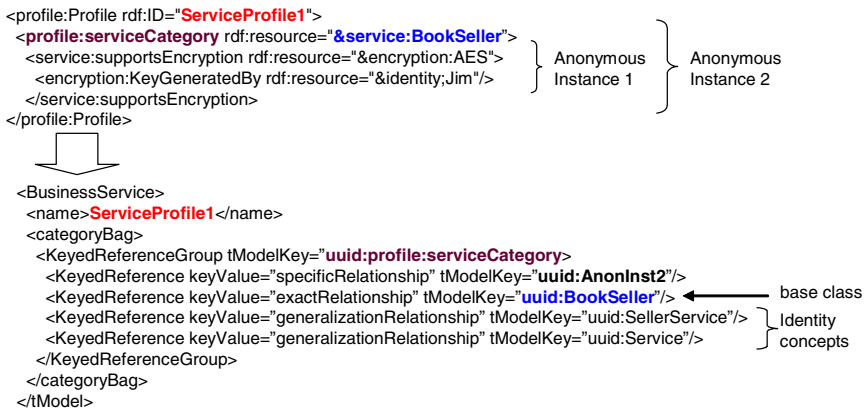 <profile:Profile rdf:ID="ServiceProfile1">
<profile:serviceCategory rdf:resource="&service:BookSeller”>
<service:supportsEncryption rdf:resource="&encryption:AES">
<encryption:KeyGeneratedBy rdf:resource="&identity;Jim"/>
</service:supportsEncryption>
</profile:Profile>
Anonymous
Instance 1
Anonymous
Instance 2
<BusinessService>
<name>ServiceProfile1</name>
<categoryBag>
<KeyedReferenceGroup tModelKey=”uuid:profile:serviceCategory>
<KeyedReference keyValue=”specificRelationship” tModelKey=”uuid:AnonInst2”/>
<KeyedReference keyValue=”exactRelationship” tModelKey=”uuid:BookSeller”/>
<KeyedReference keyValue=”generalizationRelationship” tModelKey=”uuid:SellerService”/>
<KeyedReference keyValue=”generalizationRelationship” tModelKey=”uuid:Service”/>
</KeyedReferenceGroup>
</categoryBag>
</tModel>
base class
Identity
concepts